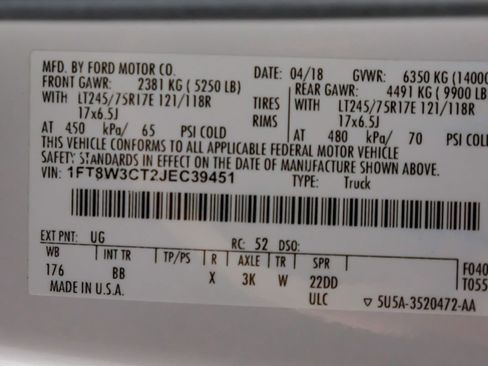 MFD. BY FORD MOTOR CO. DATE: 04/18 GVWR: 6350 KG (14000
FRONT GAWR: 2381 KG (5250 LB) REAR GAWR: 4491 KG (9900 LB
WITH LT245/75R17E 121/118R TIRES WITH LT245/75R17E 121/118R
17x6.5J RIMS 17x6.5J
AT 450 kPa/ 65 PSI COLD AT 480 kPa/ 70 PSI COL
THIS VEHICLE CONFORMS TO ALL APPLICABLE FEDERAL MOTOR VEHICLE
SAFETY STANDARDS IN EFFECT ON THE DATE OF MANUFACTURE SHOWN ABOVE.
VIN: 1FT8W3CT2JEC39451 TYPE: Truck
EXT PNT: UG RC: 52 DSO:
WB INT TR TP/PS R AXLE TR SPR F040
176 BB X 3K W 22DD T055
MADE IN U.S.A. ULC ▽ 5U5A-3520472-AA